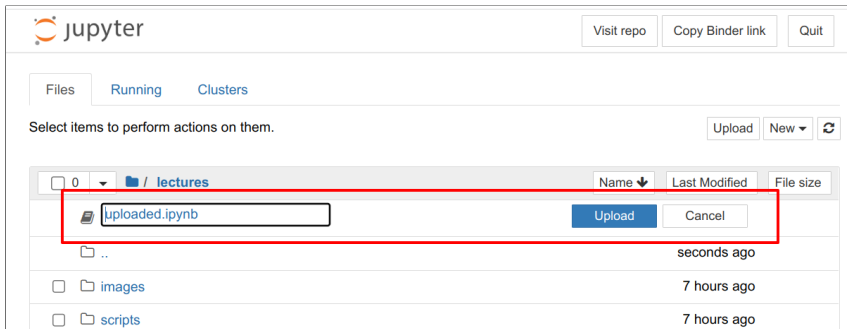 jupyter
Visit repo Copy Binder link Quit
Files Running Clusters
Select items to perform actions on them.
Upload New
0 / lectures Name Last Modified File size
uploaded.ipynb Upload Cancel
.. seconds ago
images 7 hours ago
scripts 7 hours ago